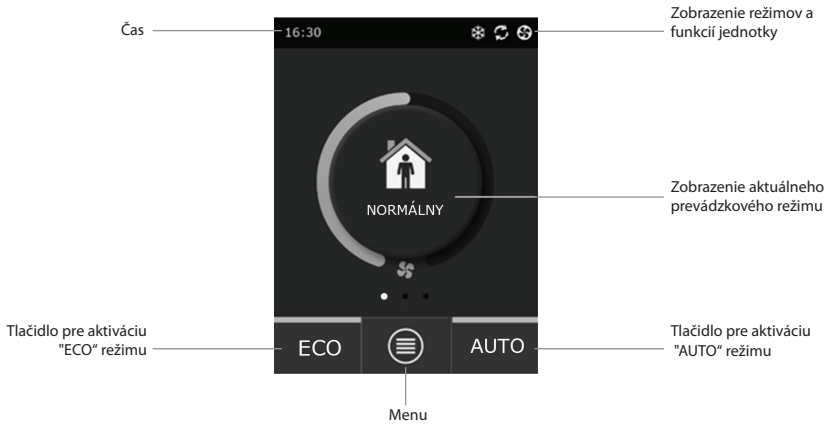 Čas
16:30
Zobrazenie režimov a
funkcií jednotky
NORMÁLNY
Zobrazenie aktuálneho
prevádzkového režimu
Tlačidlo pre aktiváciu
"ECO“ režimu
ECO
AUTO
Tlačidlo pre aktiváciu
"AUTO“ režimu
Menu